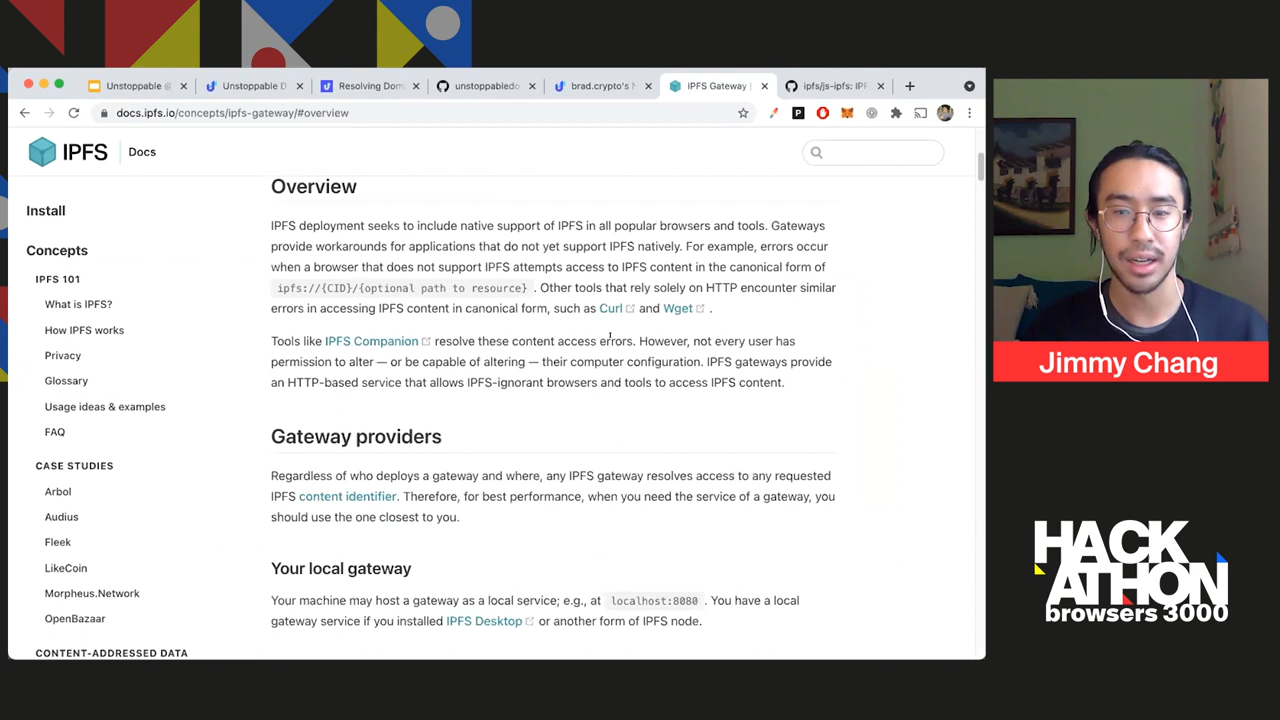 Unstoppable @
Unstoppable D
Resolving Dom
unstoppabledo
brad.crypto's N
IPFS Gateway |
ipfs/js-ipfs: IPF
docs.ipfs.io/concepts/ipfs-gateway/#overview
IPFS Docs
Install
Concepts
IPFS 101
What is IPFS?
How IPFS works
Privacy
Glossary
Usage ideas & examples
FAQ
CASE STUDIES
Arbol
Audius
Fleek
LikeCoin
Morpheus.Network
OpenBazaar
CONTENT-ADDRESSED DATA
Overview
IPFS deployment seeks to include native support of IPFS in all popular browsers and tools. Gateways
provide workarounds for applications that do not yet support IPFS natively. For example, errors occur
when a browser that does not support IPFS attempts access to IPFS content in the canonical form of
ipfs://{CID}/{optional path to resource} . Other tools that rely solely on HTTP encounter similar
errors in accessing IPFS content in canonical form, such as Curl and Wget .
Tools like IPFS Companion resolve these content access errors. However, not every user has
permission to alter — or be capable of altering — their computer configuration. IPFS gateways provide
an HTTP-based service that allows IPFS-ignorant browsers and tools to access IPFS content.
Gateway providers
Regardless of who deploys a gateway and where, any IPFS gateway resolves access to any requested
IPFS content identifier. Therefore, for best performance, when you need the service of a gateway, you
should use the one closest to you.
Your local gateway
Your machine may host a gateway as a local service; e.g., at localhost:8080 . You have a local
gateway service if you installed IPFS Desktop or another form of IPFS node.
Jimmy Chang
HACK
ATHON
browsers 3000